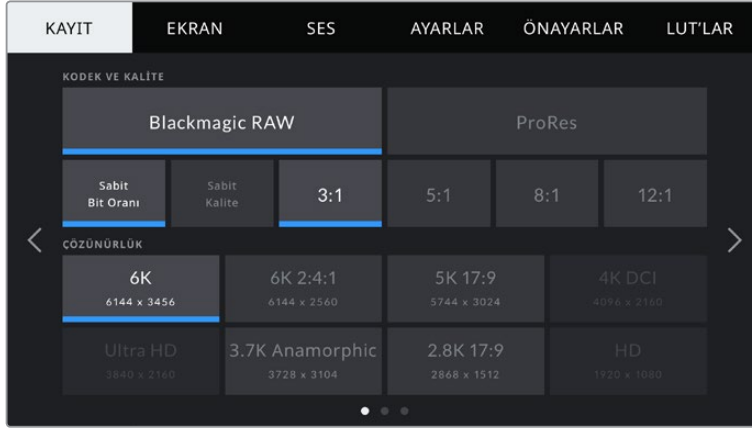 KAYIT EKRAN SES AYARLAR ÖNAYARLAR LUT'LAR
KODEK VE KALİTE
Blackmagic RAW ProRes
Sabit Bit Oranı Sabit Kalite 3:1 5:1 8:1 12:1
ÇÖZÜNÜRLÜK
6K 6K 2:4:1 5K 17:9 4K DCI
6144 x 3456 6144 x 2560 5744 x 3024 4096 x 2160
Ultra HD 3.7K Anamorphic 2.8K 17:9 HD
3840 x 2160 3728 x 3104 2868 x 1512 1920 x 1080